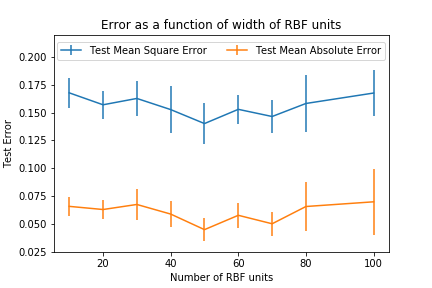 Error as a function of width of RBF units
Test Mean Square Error
Test Mean Absolute Error
0.200
0.175
0.150
0.125
0.100
0.075
0.050
0.025
Test Error
20 40 60 80 100
Number of RBF units